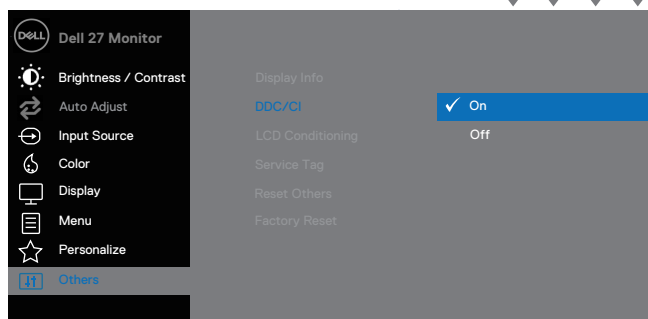 DELL Dell 27 Monitor
Brightness / Contrast
Display Info
Auto Adjust
DDC/CI
On
Input Source
LCD Conditioning
Off
Color
Service Tag
Display
Reset Others
Menu
Factory Reset
Personalize
Others